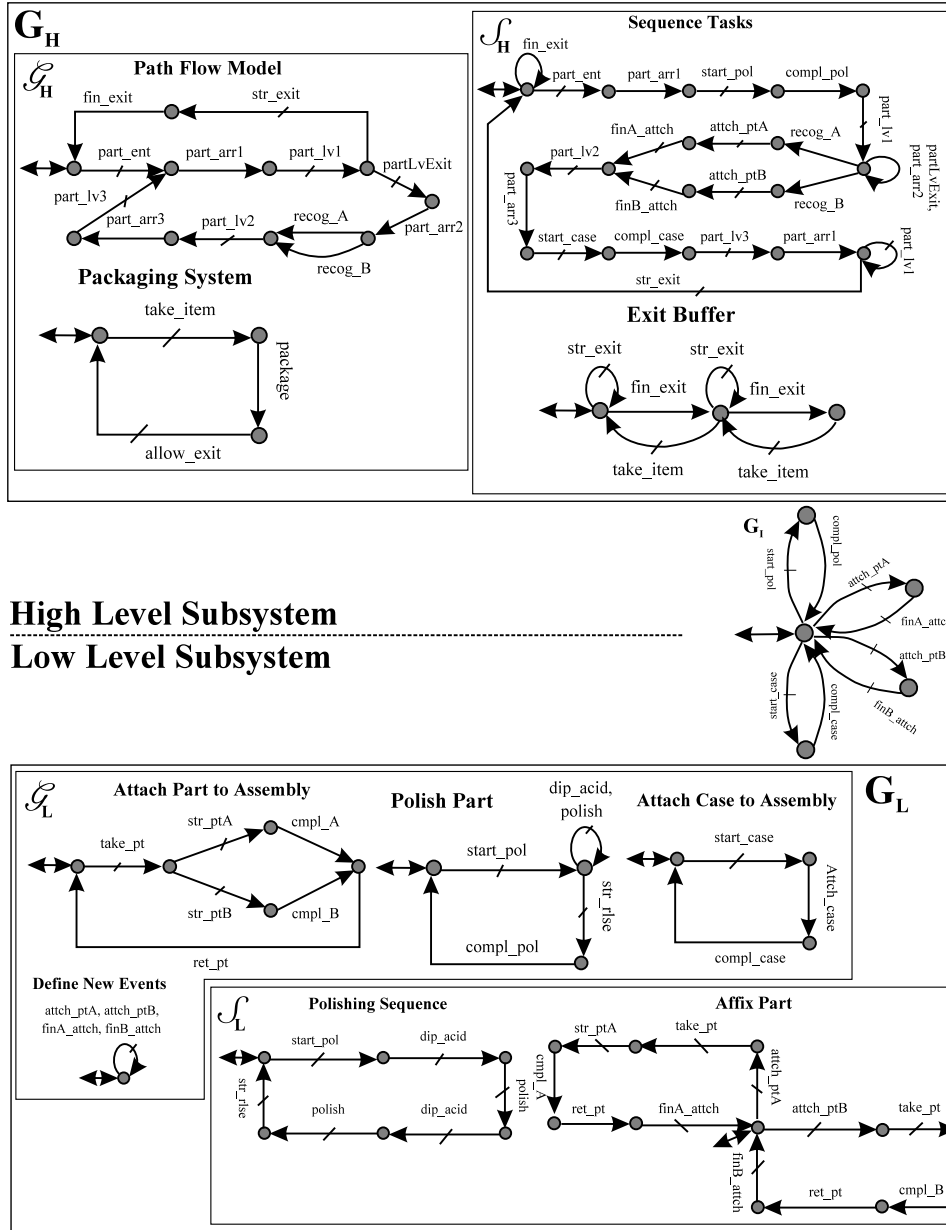 G_H
𝒢_H
Path Flow Model
fin_exit
str_exit
part_ent
part_arr1
part_lv1
partLvExit
part_lv3
part_arr3
part_lv2
recog_A
part_arr2
recog_B
Packaging System
take_item
package
allow_exit
𝒮_H
Sequence Tasks
fin_exit
part_ent
part_arr1
start_pol
compl_pol
part_lv1
finA_attch
attch_ptA
recog_A
part_lv2
partLvExit,
part_arr2
attch_ptB
finB_attch
recog_B
part_arr3
start_case
compl_case
part_lv3
part_arr1
part_lv1
str_exit
Exit Buffer
str_exit
str_exit
fin_exit
fin_exit
take_item
take_item
G_I
start_pol
compl_pol
attch_ptA
finA_attch
attch_ptB
finB_attch
start_case
compl_case
High Level Subsystem
Low Level Subsystem
𝒢_L
G_L
Attach Part to Assembly
take_pt
str_ptA
cmpl_A
str_ptB
cmpl_B
ret_pt
Polish Part
dip_acid,
polish
start_pol
str_rlse
compl_pol
Attach Case to Assembly
start_case
Attch_case
compl_case
Define New Events
attch_ptA, attch_ptB,
finA_attch, finB_attch
𝒮_L
Polishing Sequence
start_pol
dip_acid
polish
str_rlse
polish
dip_acid
Affix Part
str_ptA
take_pt
cmpl_A
attch_ptA
ret_pt
finA_attch
attch_ptB
take_pt
finB_attch
ret_pt
cmpl_B